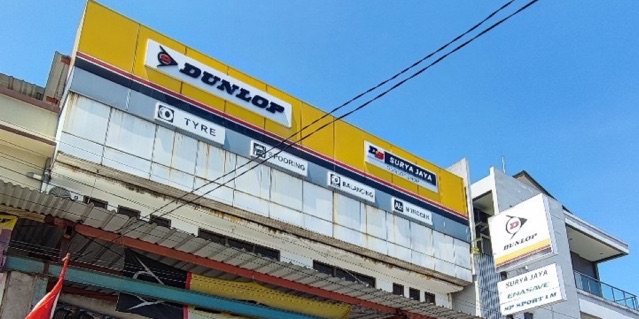 DUNLOP
TYRE
SPOORING
BALANCING
N
NITROGEN
SURYA JAYA
DUNLOP
SURYA JAYA
ENASAVE
SP SPORT LM